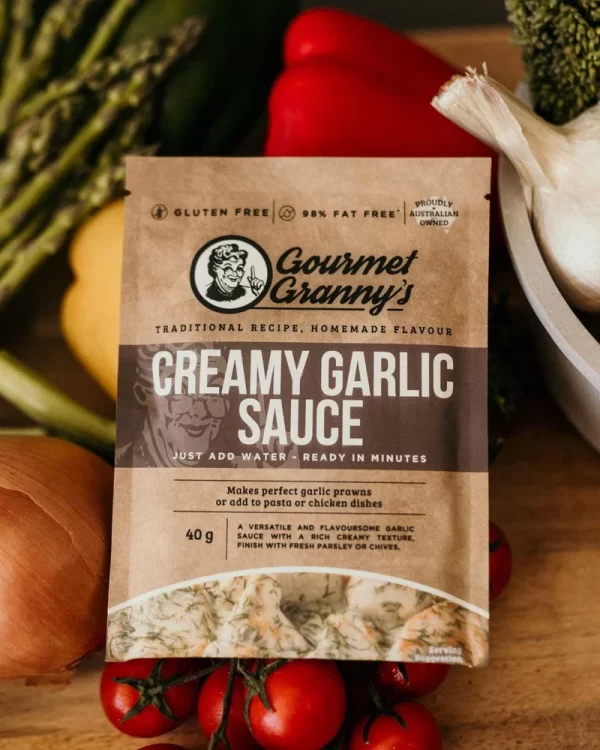 GLUTEN FREE
98% FAT FREE*
PROUDLY
AUSTRALIAN
OWNED
Gourmet
Granny's
TRADITIONAL RECIPE, HOMEMADE FLAVOUR
CREAMY GARLIC
SAUCE
JUST ADD WATER - READY IN MINUTES
Makes perfect garlic prawns
or add to pasta or chicken dishes
40 g
A VERSATILE AND FLAVOURSOME GARLIC
SAUCE WITH A RICH CREAMY TEXTURE,
FINISH WITH FRESH PARSLEY OR CHIVES.
Serving
Suggestion